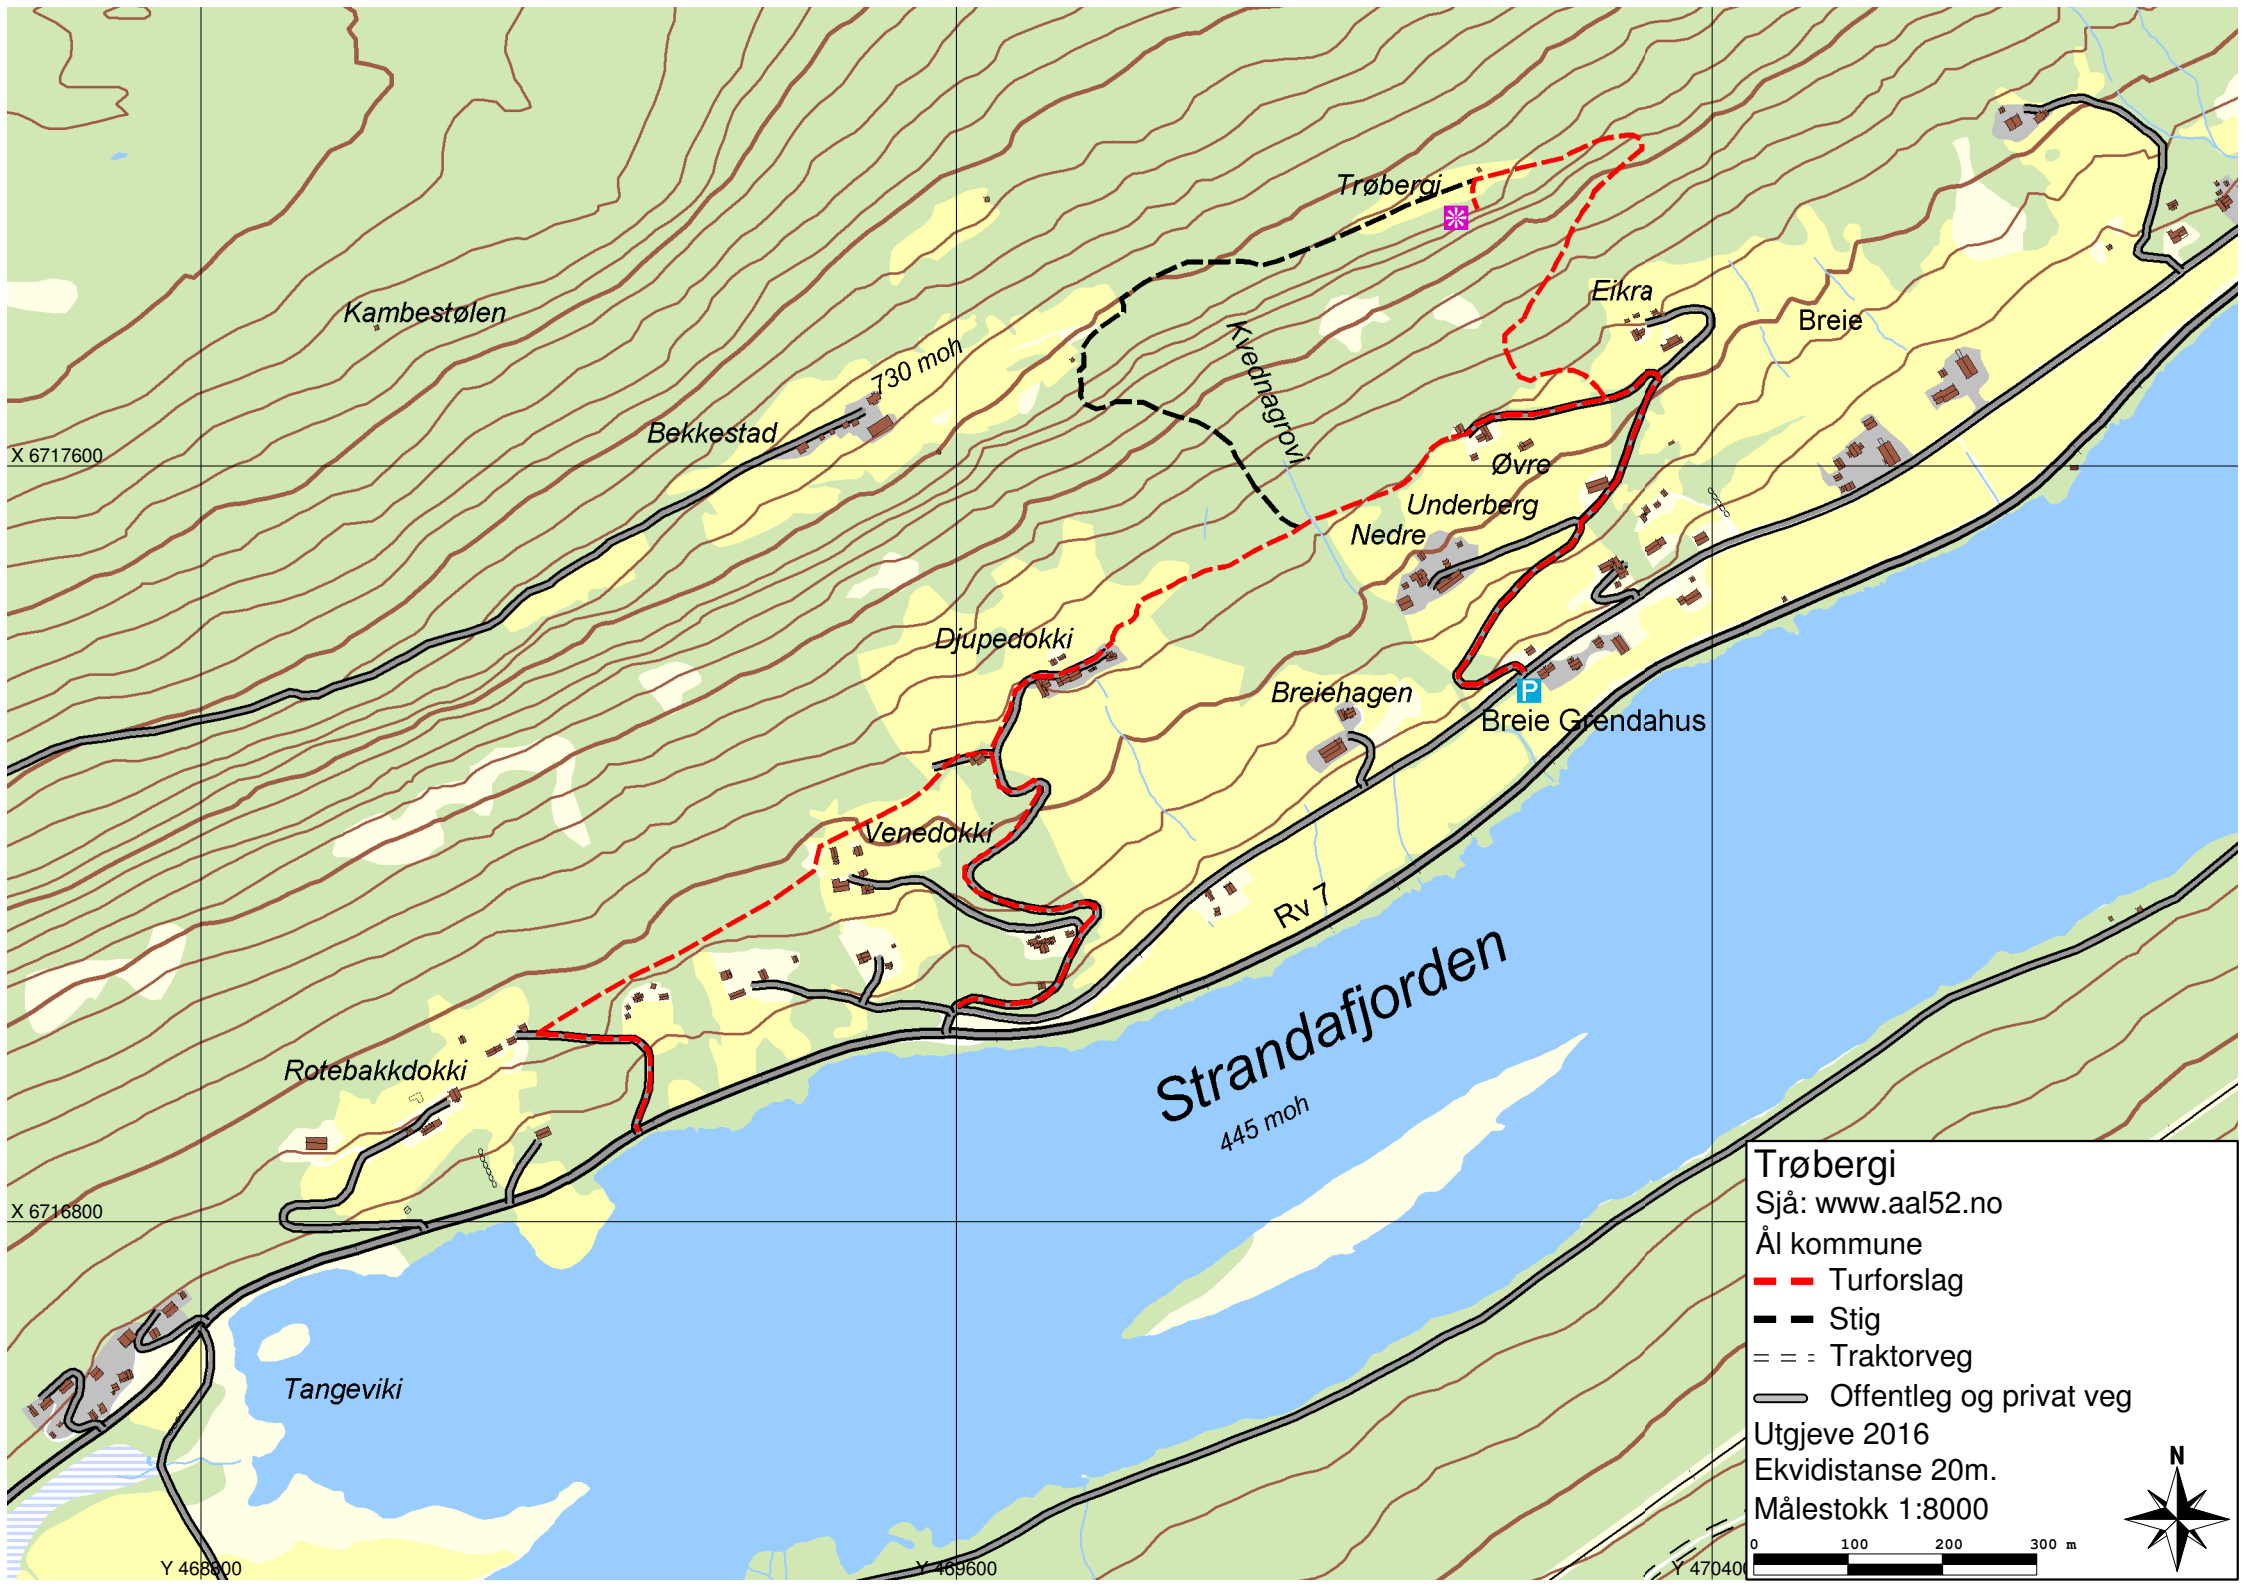 Trøbergi
Eikra
Kambestølen
Breie
Kvednagrovi
730 moh
Bekkestad
X 6717600
Øvre
Underberg
Nedre
Djupedokki
Breiehagen
P
Breie Grendahus
Venedokki
Rv 7
Strandafjorden
445 moh
Rotebakkdokki
X 6716800
Tangeviki
Y 468800
Y 469600
Y 470400
Trøbergi
Sjå: www.aal52.no
Ål kommune
Turforslag
Stig
Traktorveg
Offentleg og privat veg
Utgjeve 2016
Ekvidistanse 20m.
Målestokk 1:8000
N
0 100 200 300 m